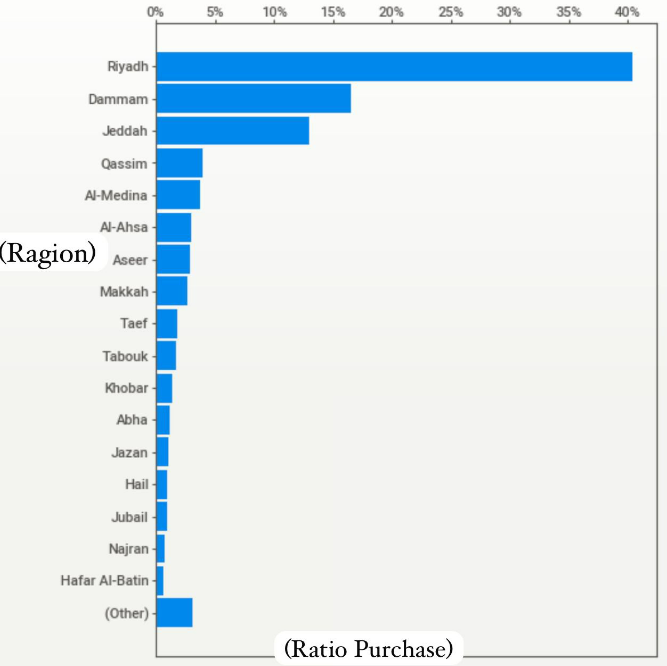 0% 5% 10% 15% 20% 25% 30% 35% 40%
Riyadh
Dammam
Jeddah
Qassim
Al-Medina
Al-Ahsa
(Ragion)
Aseer
Makkah
Taef
Tabouk
Khobar
Abha
Jazan
Hail
Jubail
Najran
Hafar Al-Batin
(Other)
(Ratio Purchase)